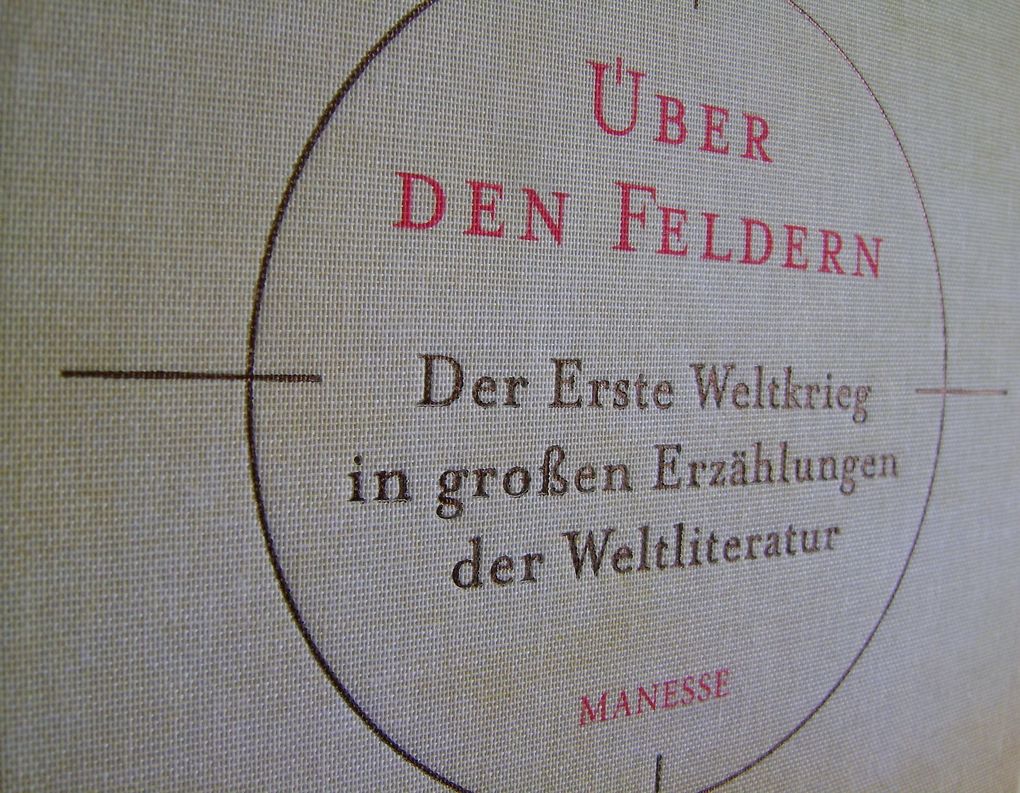 Über
den Feldern
Der Erste Weltkrieg
in großen Erzählungen
der Weltliteratur
MANESSE